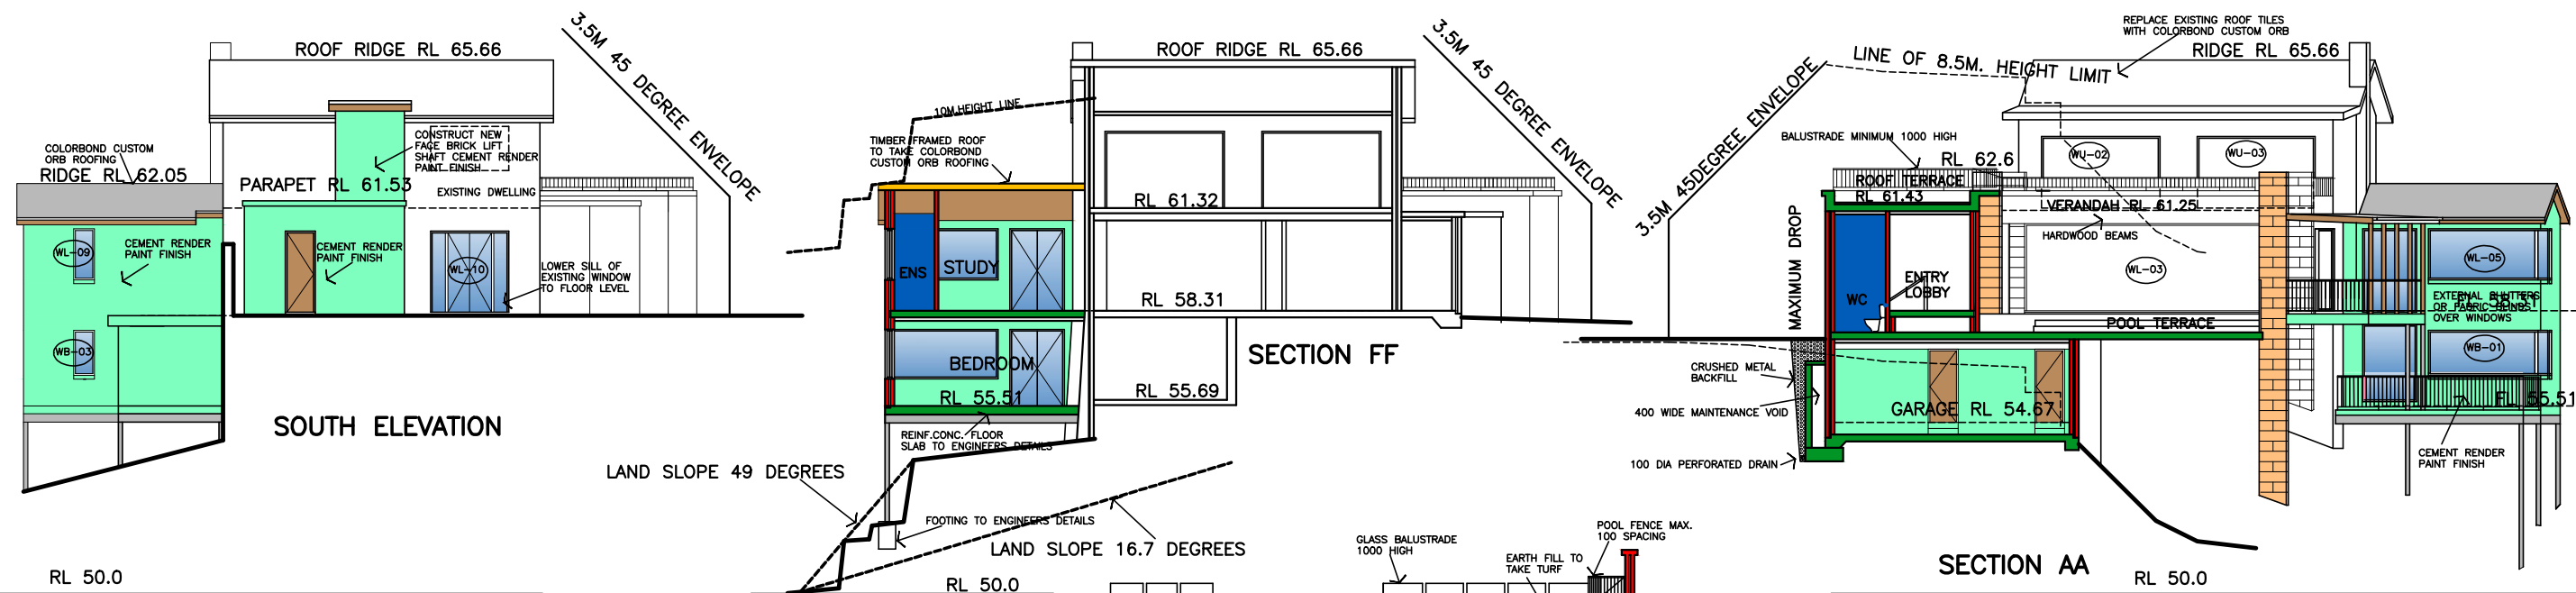 ROOF RIDGE RL 65.66
3.5M 45 DEGREE ENVELOPE
COLORBOND CUSTOM
ORB ROOFING
RIDGE RL 62.05
CONSTRUCT NEW
FACE BRICK LIFT
SHAFT CEMENT RENDER
PAINT FINISH
PARAPET RL 61.53
EXISTING DWELLING
WL-09
CEMENT RENDER
PAINT FINISH
CEMENT RENDER
PAINT FINISH
WL-10
LOWER SILL OF
EXISTING WINDOW
TO FLOOR LEVEL
WB-03
SOUTH ELEVATION
RL 50.0
ROOF RIDGE RL 65.66
3.5M 45 DEGREE ENVELOPE
10M.HEIGHT LINE
TIMBER FRAMED ROOF
TO TAKE COLORBOND
CUSTOM ORB ROOFING
RL 61.32
ENS
STUDY
RL 58.31
BEDROOM
RL 55.51
RL 55.69
SECTION FF
REINF.CONC. FLOOR
SLAB TO ENGINEERS DETAILS
LAND SLOPE 49 DEGREES
FOOTING TO ENGINEERS DETAILS
LAND SLOPE 16.7 DEGREES
RL 50.0
GLASS BALUSTRADE
1000 HIGH
EARTH FILL TO
TAKE TURF
POOL FENCE MAX.
100 SPACING
REPLACE EXISTING ROOF TILES
WITH COLORBOND CUSTOM ORB
RIDGE RL 65.66
LINE OF 8.5M. HEIGHT LIMIT
3.5M 45DEGREE ENVELOPE
BALUSTRADE MINIMUM 1000 HIGH
RL 62.6
WU-02
WU-03
ROOF TERRACE
RL 61.43
VERANDAH RL 61.25
HARDWOOD BEAMS
MAXIMUM DROP
WL-03
WL-05
WC
ENTRY
LOBBY
EXTERNAL SHUTTERS
OR FABRIC BLINDS
OVER WINDOWS
FL 58.31
POOL TERRACE
WB-01
CRUSHED METAL
BACKFILL
400 WIDE MAINTENANCE VOID
GARAGE RL 54.67
FL 55.51
100 DIA PERFORATED DRAIN
CEMENT RENDER
PAINT FINISH
SECTION AA
RL 50.0